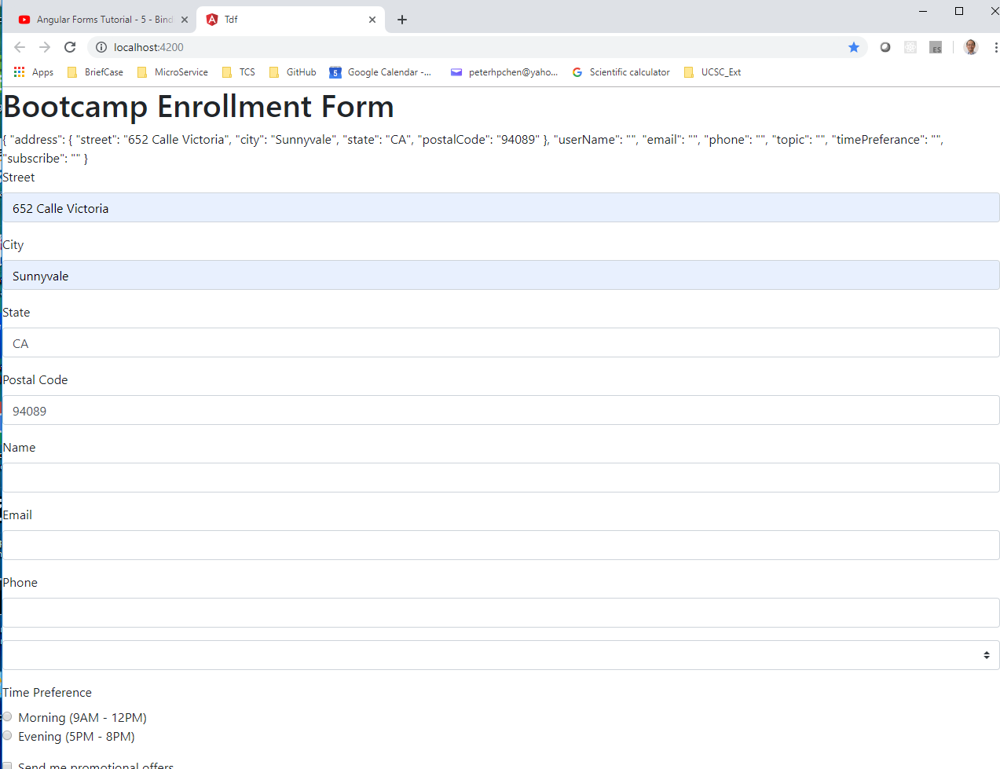 Angular Forms Tutorial - 5 - Bind
Tdf
localhost:4200
ES
Apps BriefCase MicroService TCS GitHub 5 Google Calendar -... peterhpchen@yaho... Scientific calculator UCSC_Ext
Bootcamp Enrollment Form
{ "address": { "street": "652 Calle Victoria", "city": "Sunnyvale", "state": "CA", "postalCode": "94089" }, "userName": "", "email": "", "phone": "", "topic": "", "timePreferance": "",
"subscribe": "" }
Street
652 Calle Victoria
City
Sunnyvale
State
CA
Postal Code
94089
Name
Email
Phone
Time Preference
Morning (9AM - 12PM)
Evening (5PM - 8PM)
Send me promotional offers